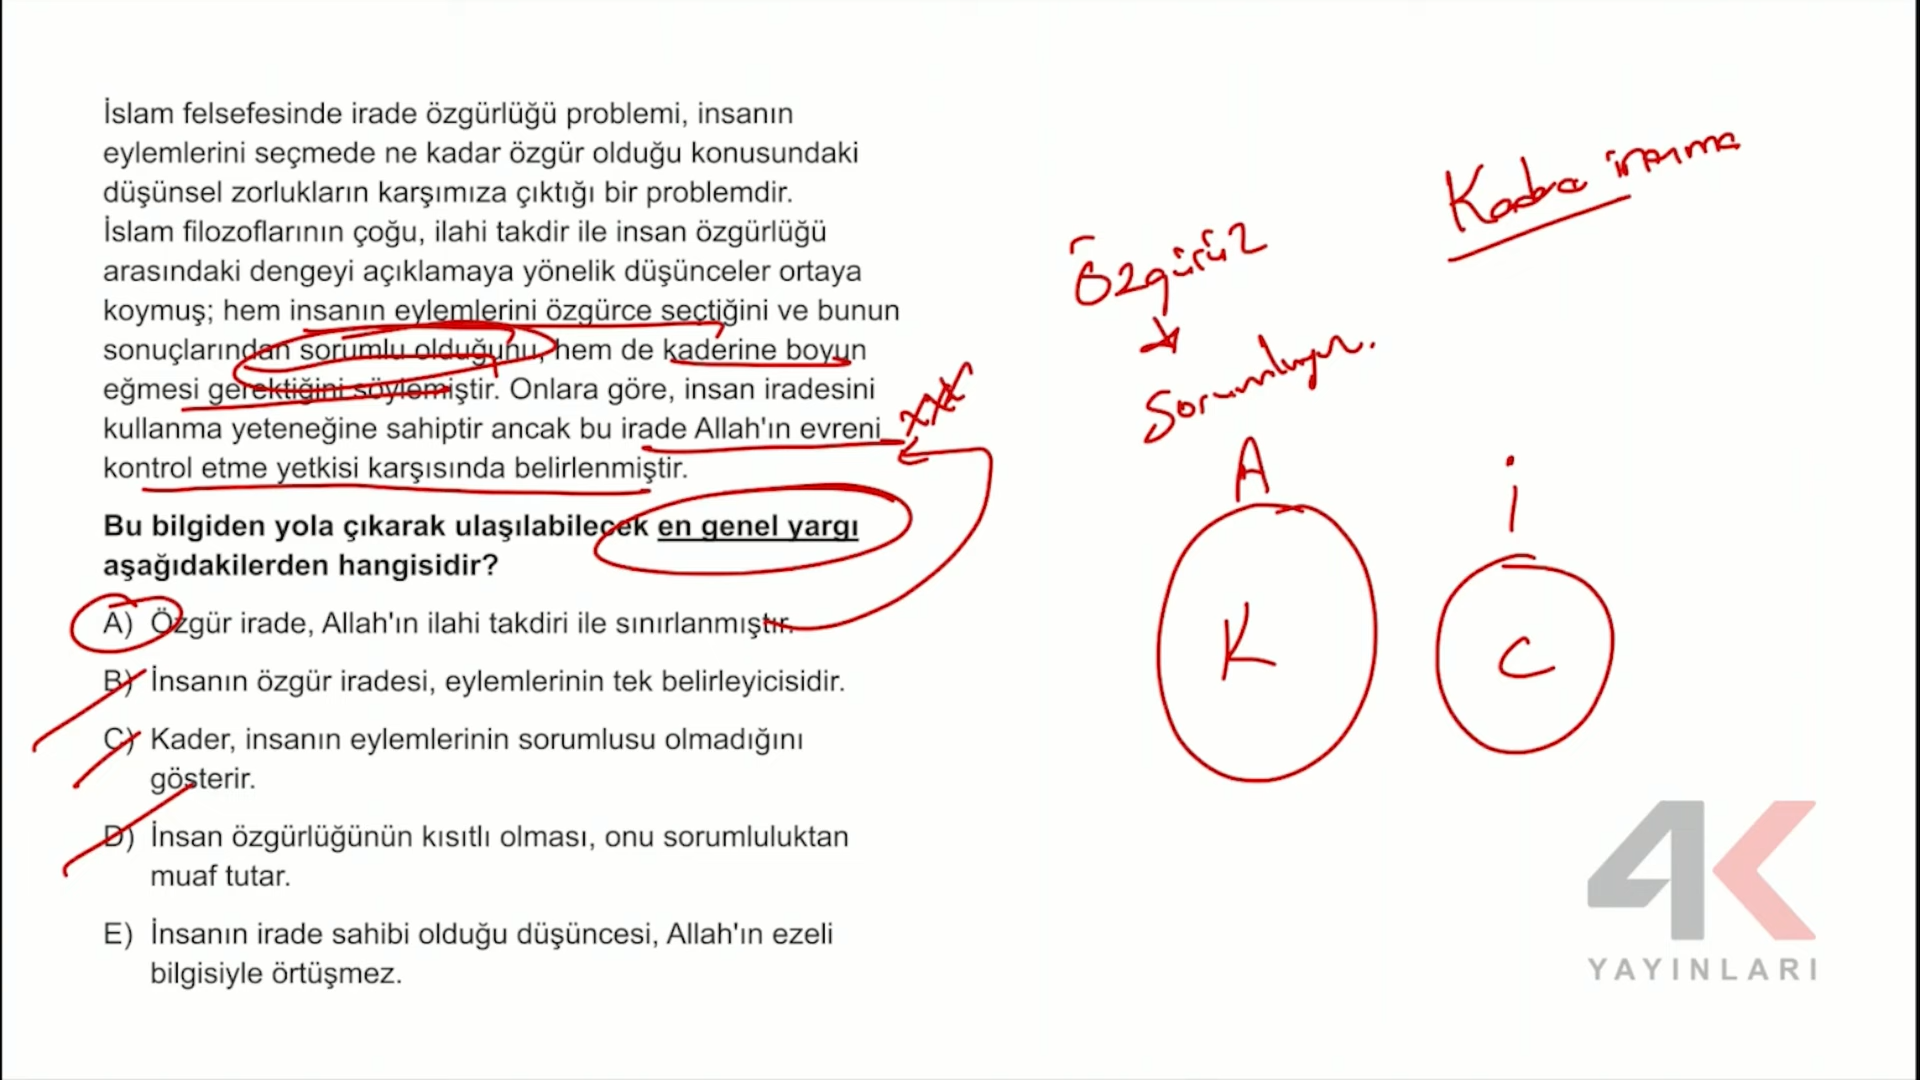 İslam felsefesinde irade özgürlüğü problemi, insanın
eylemlerini seçmede ne kadar özgür olduğu konusundaki
düşünsel zorlukların karşımıza çıktığı bir problemdir.
İslam filozoflarının çoğu, ilahi takdir ile insan özgürlüğü
arasındaki dengeyi açıklamaya yönelik düşünceler ortaya
koymuş; hem insanın eylemlerini özgürce seçtiğini ve bunun
sonuçlarından sorumlu olduğunu, hem de kaderine boyun
eğmesi gerektiğini söylemiştir. Onlara göre, insan iradesini
kullanma yeteneğine sahiptir ancak bu irade Allah'ın evreni
kontrol etme yetkisi karşısında belirlenmiştir.
Bu bilgiden yola çıkarak ulaşılabilecek en genel yargı
aşağıdakilerden hangisidir?
A) Özgür irade, Allah'ın ilahi takdiri ile sınırlanmıştır.
B) İnsanın özgür iradesi, eylemlerinin tek belirleyicisidir.
C) Kader, insanın eylemlerinin sorumlusu olmadığını
gösterir.
D) İnsan özgürlüğünün kısıtlı olması, onu sorumluluktan
muaf tutar.
E) İnsanın irade sahibi olduğu düşüncesi, Allah'ın ezeli
bilgisiyle örtüşmez.
Özgürüz
A
K
i
C
4K
YAYINLARI